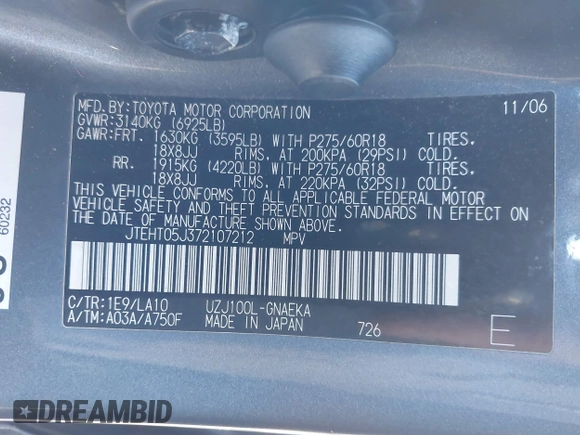 MFD. BY: TOYOTA MOTOR CORPORATION 11/06
GVWR: 3140KG (6925LB)
GAWR: FRT. 1630KG (3595LB) WITH P275/60R18 TIRES.
18X8JJ RIMS. AT 200KPA (29PSI) COLD.
RR. 1915KG (4220LB) WITH P275/60R18 TIRES.
18X8JJ RIMS. AT 220KPA (32PSI) COLD.
THIS VEHICLE CONFORMS TO ALL APPLICABLE FEDERAL MOTOR
VEHICLE SAFETY AND THEFT PREVENTION STANDARDS IN EFFECT ON
THE DATE OF MANUFACTURE SHOWN ABOVE.
JTEHT05J372107212 MPV
C/TR: 1E9/LA10 UZJ100L-GNAEKA
A/TM: A03A/A750F MADE IN JAPAN 726 E
60232
DREAMBID